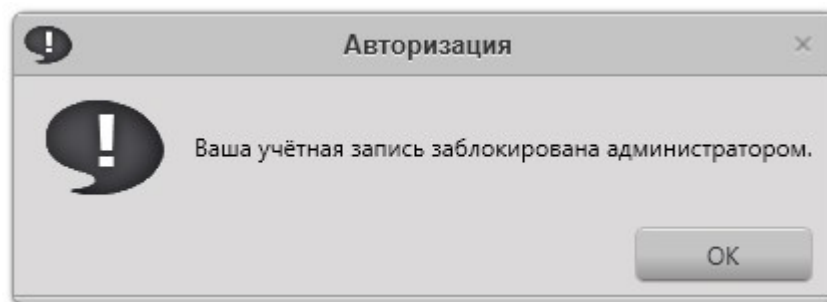 Авторизация
Ваша учётная запись заблокирована администратором.
OK